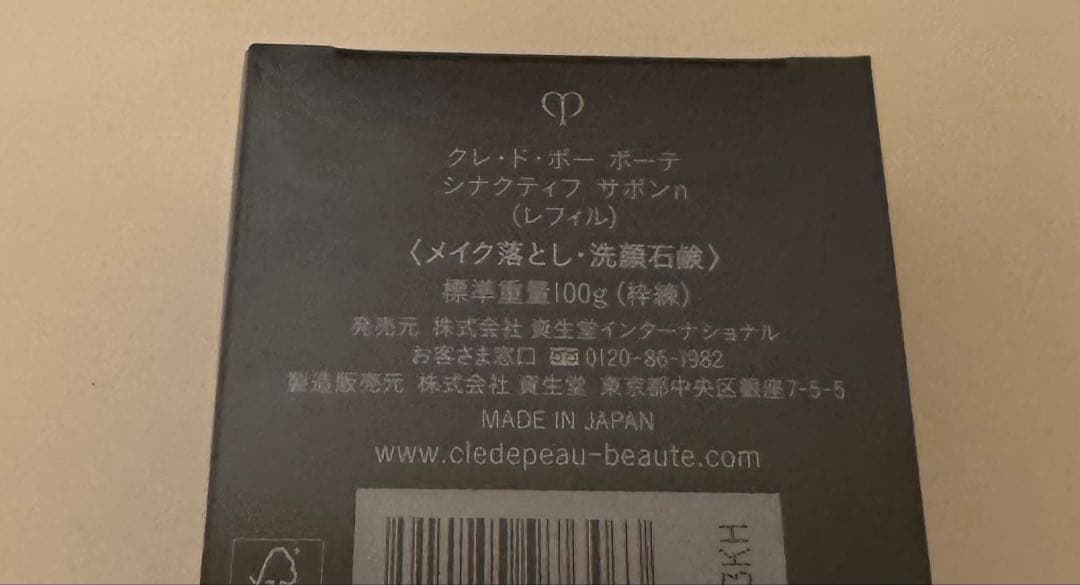 クレ・ド・ポー ボーテ
シナクティフ サボンn
(レフィル)
〈メイク落とし・洗顔石鹸〉
標準重量100g (枠練)
発売元 株式会社 資生堂インターナショナル
お客さま窓口 0120-86-1982
製造販売元 株式会社 資生堂 東京都中央区銀座7-5-5
MADE IN JAPAN
www.cledepeau-beaute.com